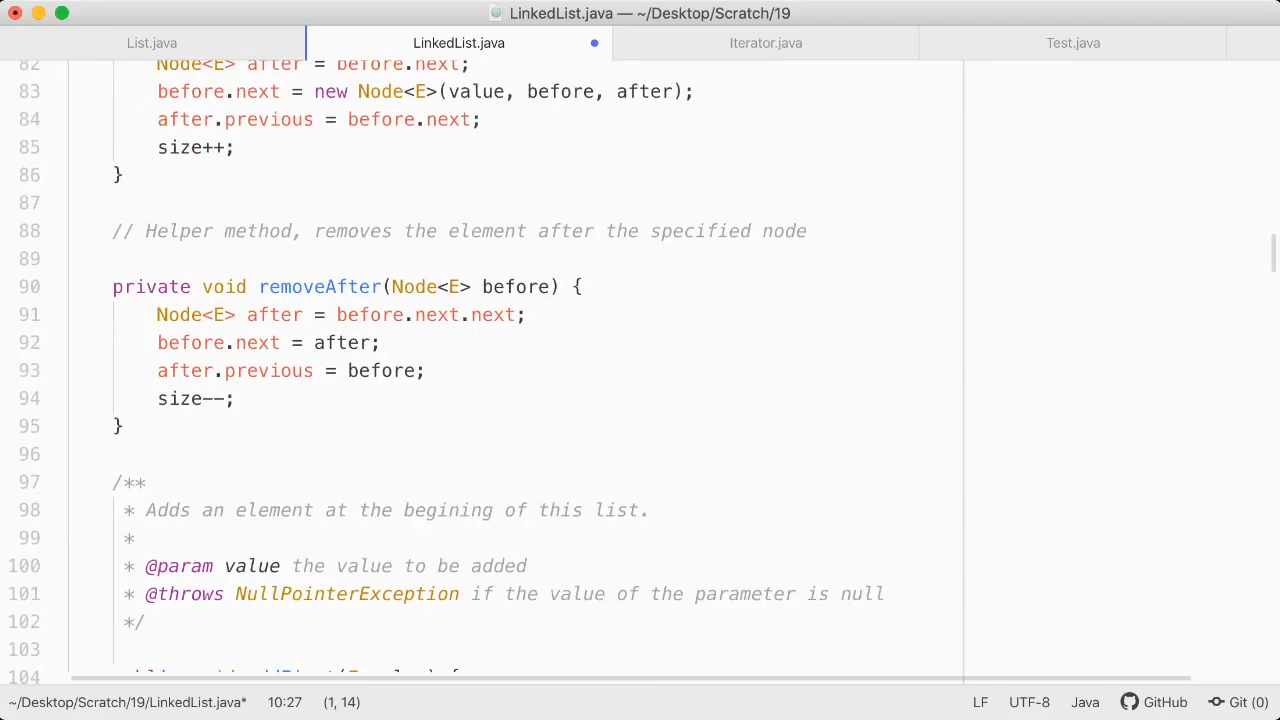 LinkedList.java — ~/Desktop/Scratch/19
List.java
LinkedList.java
Iterator.java
Test.java
82 Node<E> after = before.next;
83 before.next = new Node<E>(value, before, after);
84 after.previous = before.next;
85 size++;
86 }
87
88 // Helper method, removes the element after the specified node
89
90 private void removeAfter(Node<E> before) {
91 Node<E> after = before.next.next;
92 before.next = after;
93 after.previous = before;
94 size--;
95 }
96
97 /**
98 * Adds an element at the begining of this list.
99 *
100 * @param value the value to be added
101 * @throws NullPointerException if the value of the parameter is null
102 */
103
104
~/Desktop/Scratch/19/LinkedList.java* 10:27 (1, 14) LF UTF-8 Java GitHub Git (0)